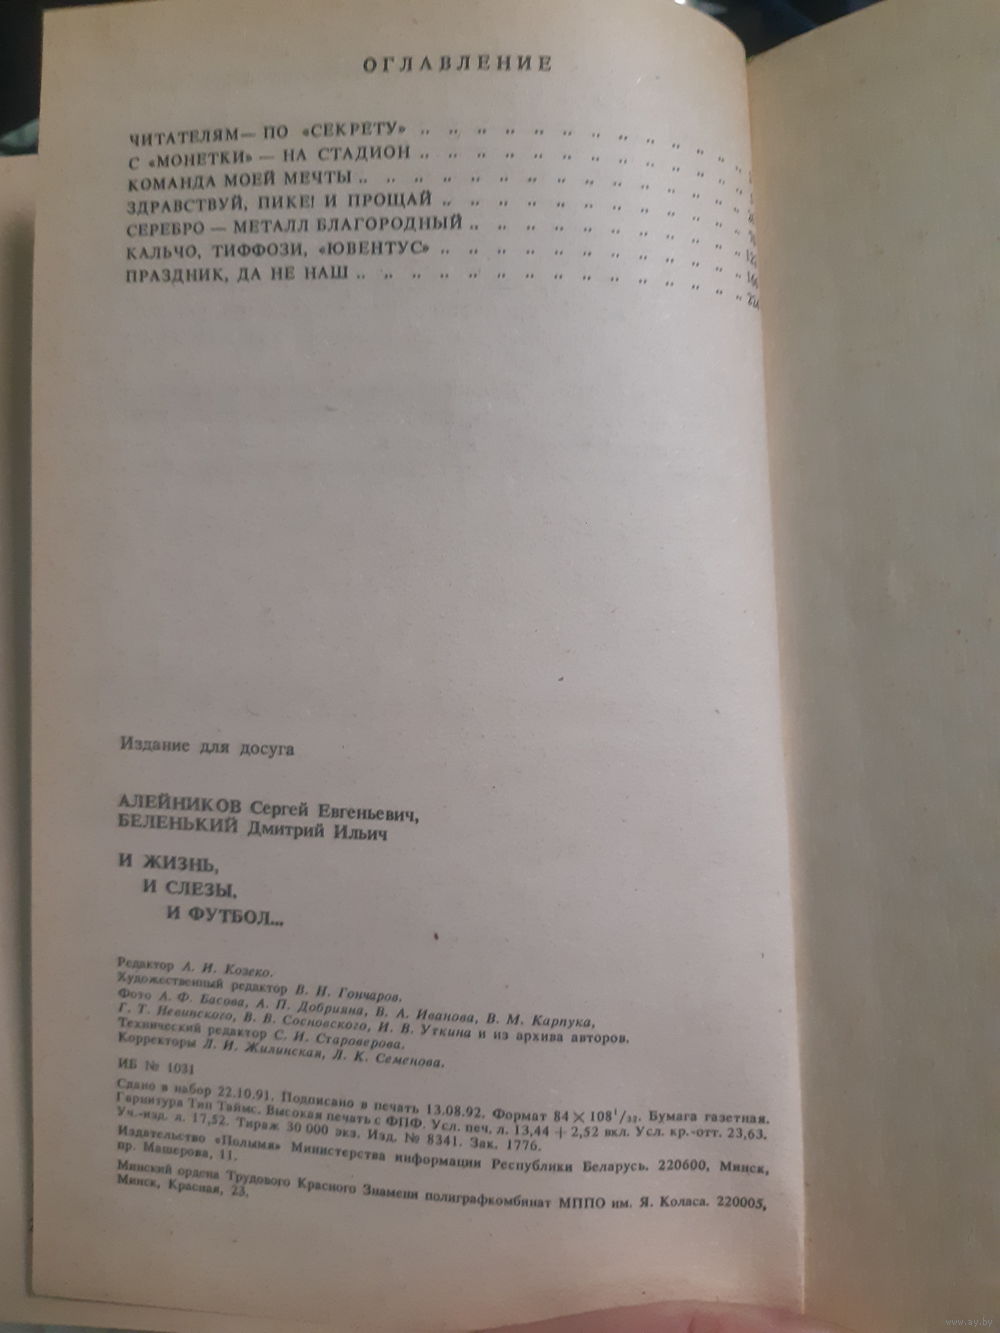 ОГЛАВЛЕНИЕ
ЧИТАТЕЛЯМ— ПО «СЕКРЕТУ»
С «МОНЕТКИ» — НА СТАДИОН
КОМАНДА МОЕЙ МЕЧТЫ
ЗДРАВСТВУЙ, ПИКЕ! И ПРОЩАЙ
СЕРЕБРО — МЕТАЛЛ БЛАГОРОДНЫЙ
КАЛЬЧО, ТИФФОЗИ, «ЮВЕНТУС»
ПРАЗДНИК, ДА НЕ НАШ
Издание для досуга
АЛЕЙНИКОВ Сергей Евгеньевич,
БЕЛЕНЬКИЙ Дмитрий Ильич
И ЖИЗНЬ,
И СЛЕЗЫ,
И ФУТБОЛ...
Редактор А. И. Козеко.
Художественный редактор В. И. Гончаров.
Фото А. Ф. Басова, А. П. Добрияна, В. А. Иванова, В. М. Карпука,
Г. Т. Невинского, В. В. Сосновского, И. В. Уткина и из архива авторов.
Технический редактор С. И. Староверова.
Корректоры Л. И. Жилинская, Л. К. Семенова.
ИБ № 1031
Сдано в набор 22.10.91. Подписано в печать 13.08.92. Формат 84×108¹/₃₂. Бумага газетная.
Гарнитура Тип Таймс. Высокая печать с ФПФ. Усл. печ. л. 13,44 + 2,52 вкл. Усл. кр.-отт. 23,63.
Уч.-изд. л. 17,52. Тираж 30 000 экз. Изд. № 8341. Зак. 1776.
Издательство «Полымя» Министерства информации Республики Беларусь. 220600, Минск,
пр. Машерова, 11.
Минский ордена Трудового Красного Знамени полиграфкомбинат МППО им. Я. Коласа. 220005,
Минск, Красная, 23.
www.ay.by